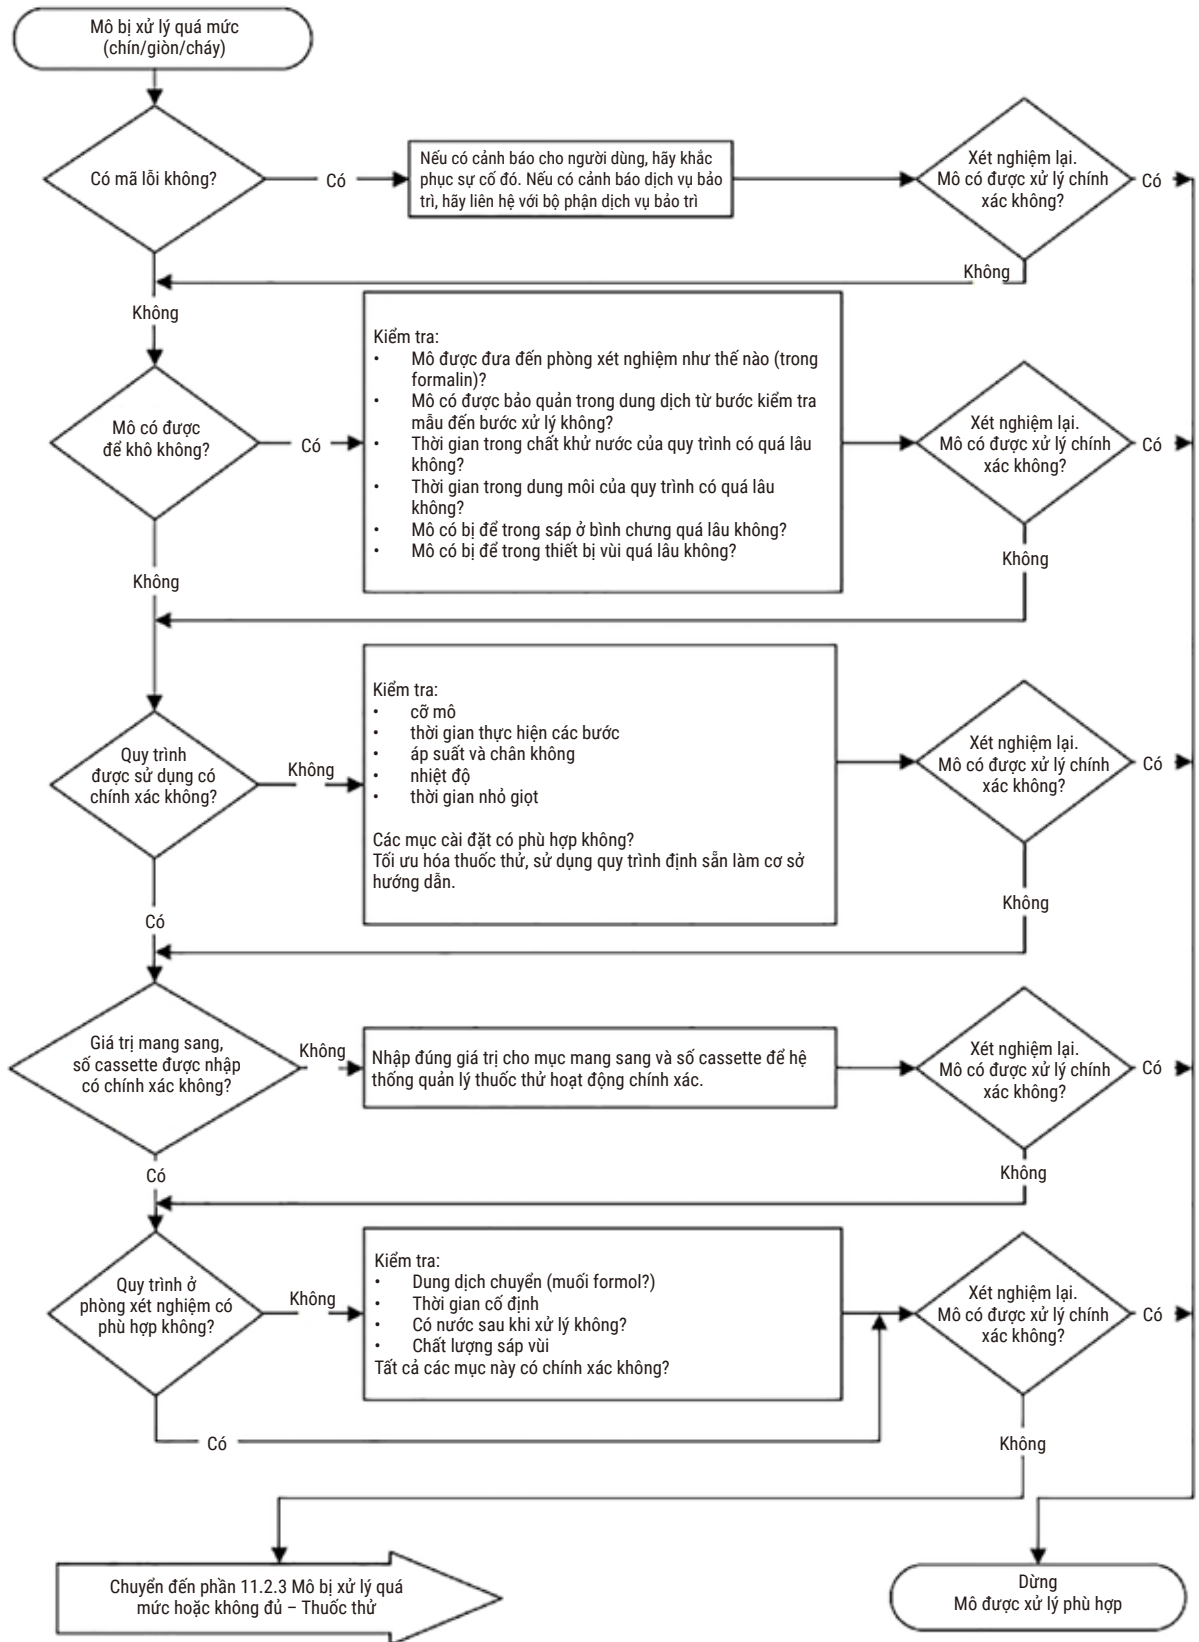 Mô bị xử lý quá mức
(chín/giòn/cháy)
Có mã lỗi không?
Có
Nếu có cảnh báo cho người dùng, hãy khắc
phục sự cố đó. Nếu có cảnh báo dịch vụ bảo
trì, hãy liên hệ với bộ phận dịch vụ bảo trì
Xét nghiệm lại.
Mô có được xử lý chính
xác không?
Có
Không
Không
Mô có được
để khô không?
Có
Kiểm tra:
• Mô được đưa đến phòng xét nghiệm như thế nào (trong
formalin)?
• Mô có được bảo quản trong dung dịch từ bước kiểm tra
mẫu đến bước xử lý không?
• Thời gian trong chất khử nước của quy trình có quá lâu
không?
• Thời gian trong dung môi của quy trình có quá lâu
không?
• Mô có bị để trong sáp ở bình chưng quá lâu không?
• Mô có bị để trong thiết bị vùi quá lâu không?
Xét nghiệm lại.
Mô có được xử lý chính
xác không?
Có
Không
Không
Quy trình
được sử dụng có
chính xác không?
Không
Kiểm tra:
• cỡ mô
• thời gian thực hiện các bước
• áp suất và chân không
• nhiệt độ
• thời gian nhỏ giọt
Các mục cài đặt có phù hợp không?
Tối ưu hóa thuốc thử, sử dụng quy trình định sẵn làm cơ sở
hướng dẫn.
Xét nghiệm lại.
Mô có được xử lý chính
xác không?
Có
Không
Có
Giá trị mang sang,
số cassette được nhập
có chính xác không?
Không
Nhập đúng giá trị cho mục mang sang và số cassette để hệ
thống quản lý thuốc thử hoạt động chính xác.
Xét nghiệm lại.
Mô có được xử lý chính
xác không?
Có
Không
Có
Quy trình ở
phòng xét nghiệm có
phù hợp không?
Không
Kiểm tra:
• Dung dịch chuyển (muối formol?)
• Thời gian cố định
• Có nước sau khi xử lý không?
• Chất lượng sáp vùi
Tất cả các mục này có chính xác không?
Xét nghiệm lại.
Mô có được xử lý chính
xác không?
Có
Có
Không
Chuyển đến phần 11.2.3 Mô bị xử lý quá
mức hoặc không đủ – Thuốc thử
Dừng
Mô được xử lý phù hợp